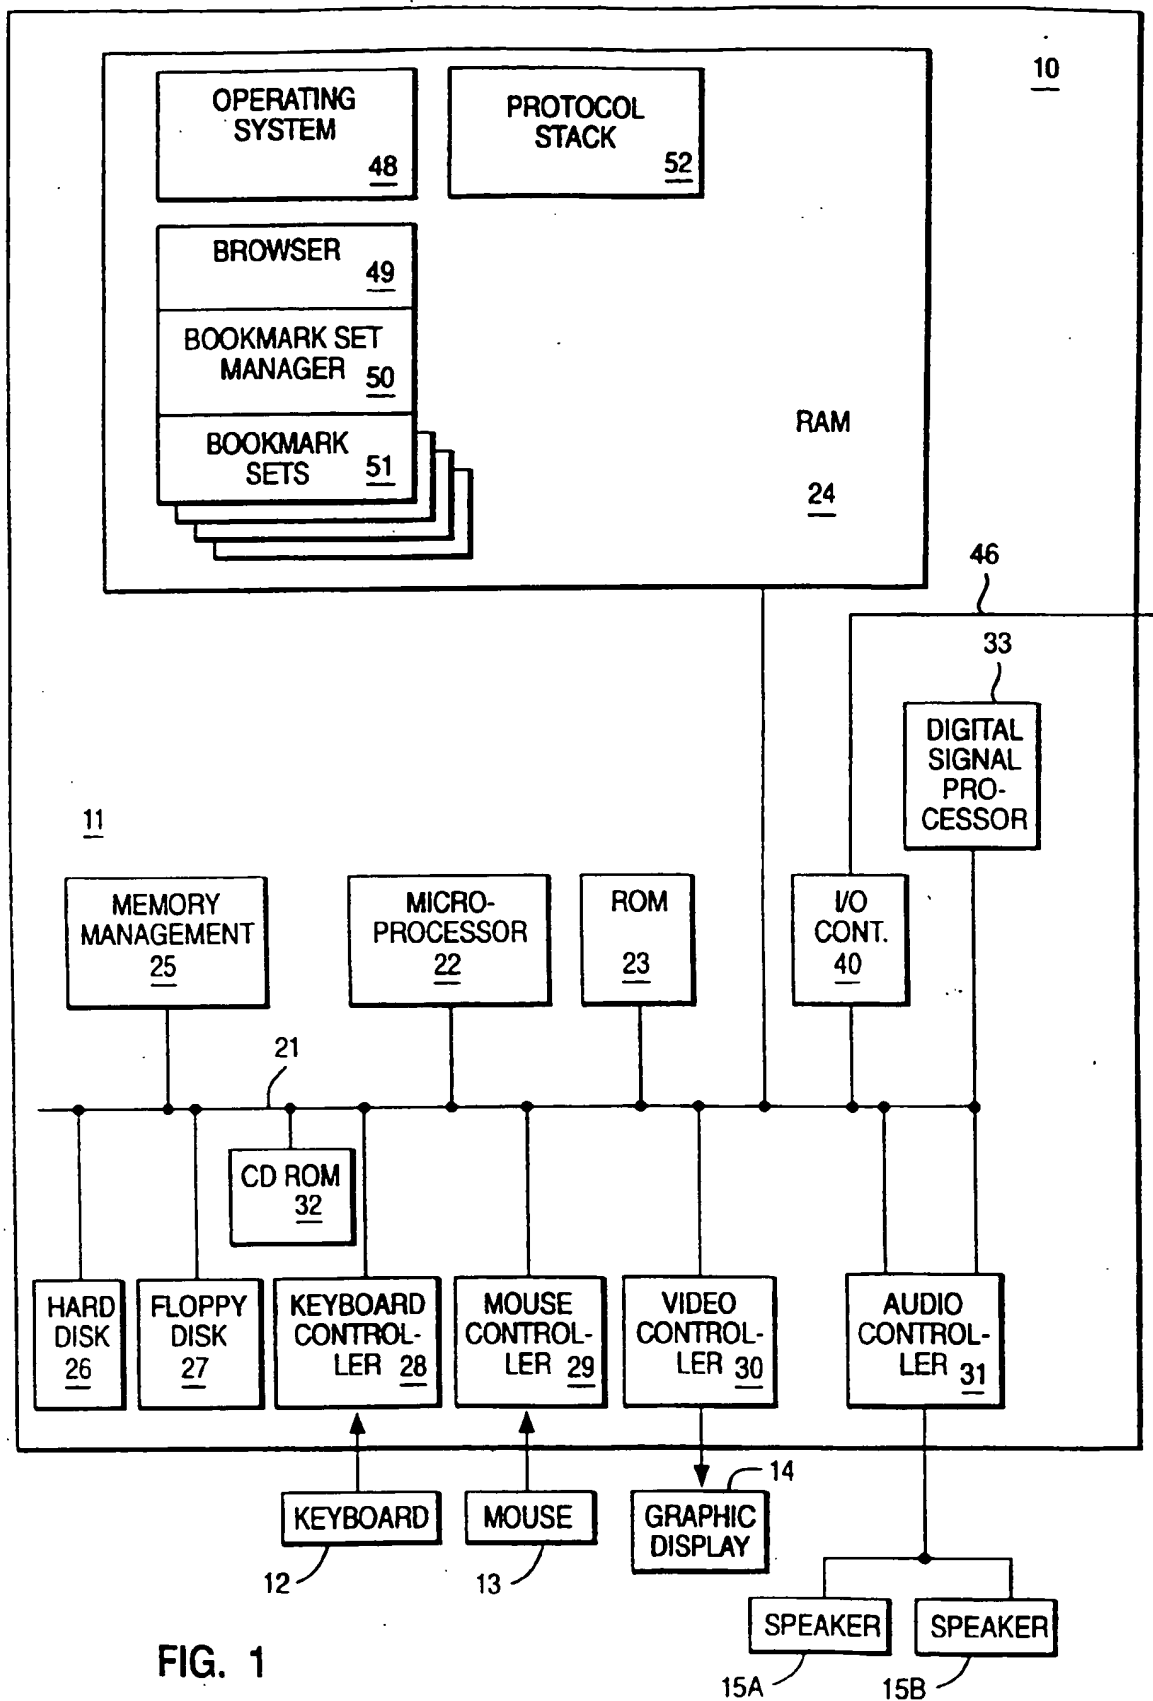 10
OPERATING
SYSTEM
48
PROTOCOL
STACK
52
BROWSER
49
BOOKMARK SET
MANAGER
50
BOOKMARK
SETS
51
RAM
24
46
33
DIGITAL
SIGNAL
PRO-
CESSOR
11
MEMORY
MANAGEMENT
25
MICRO-
PROCESSOR
22
ROM
23
I/O
CONT.
40
21
CD ROM
32
HARD
DISK
26
FLOPPY
DISK
27
KEYBOARD
CONTROL-
LER 28
MOUSE
CONTROL-
LER 29
VIDEO
CONTROL-
LER 30
AUDIO
CONTROL-
LER 31
KEYBOARD
12
MOUSE
13
14
GRAPHIC
DISPLAY
SPEAKER
15A
SPEAKER
15B
FIG. 1